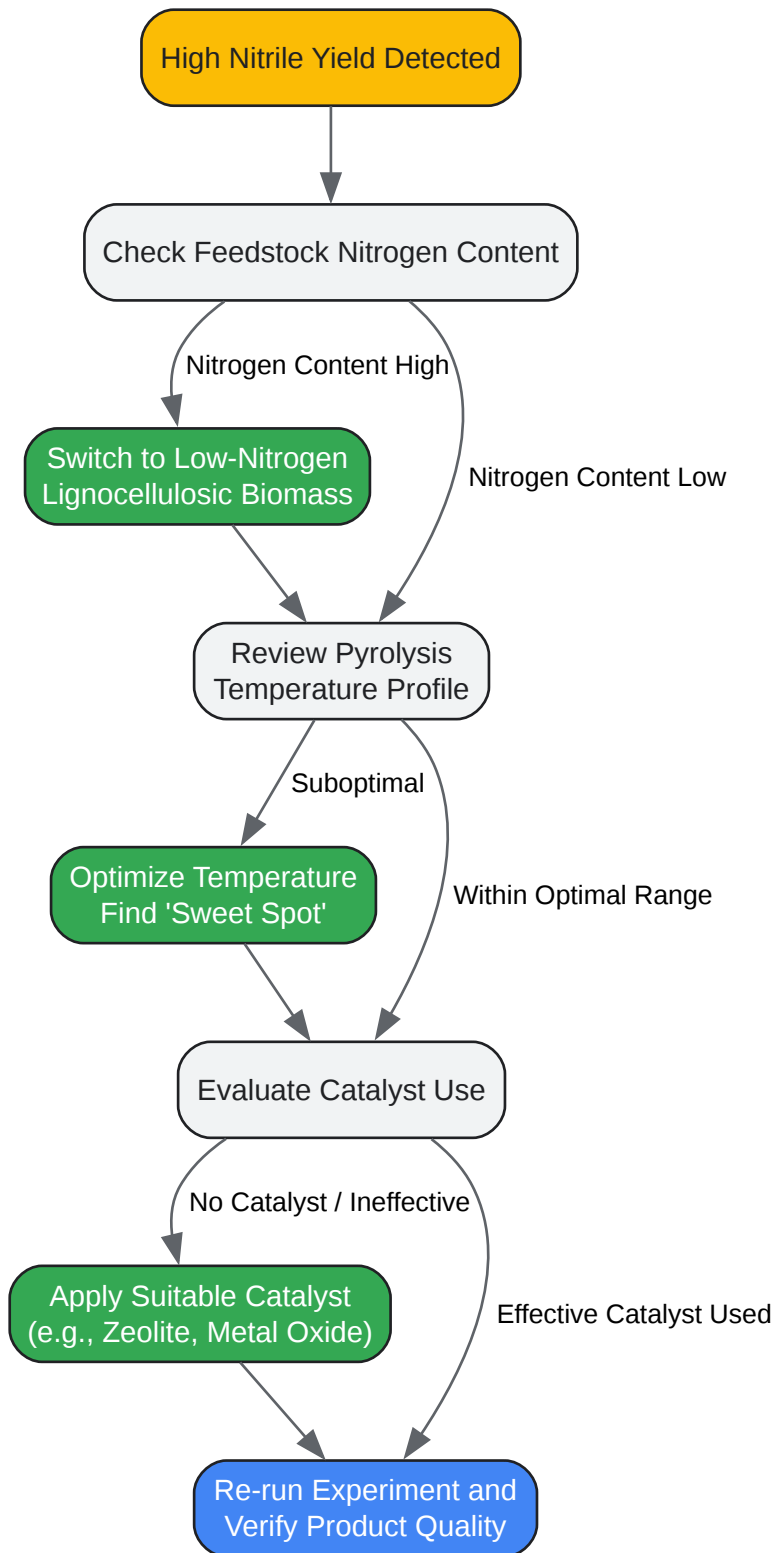 High Nitrile Yield Detected
Check Feedstock Nitrogen Content
Nitrogen Content High
Switch to Low-Nitrogen
Lignocellulosic Biomass
Nitrogen Content Low
Review Pyrolysis
Temperature Profile
Suboptimal
Optimize Temperature
Find 'Sweet Spot'
Within Optimal Range
Evaluate Catalyst Use
No Catalyst / Ineffective
Apply Suitable Catalyst
(e.g., Zeolite, Metal Oxide)
Effective Catalyst Used
Re-run Experiment and
Verify Product Quality